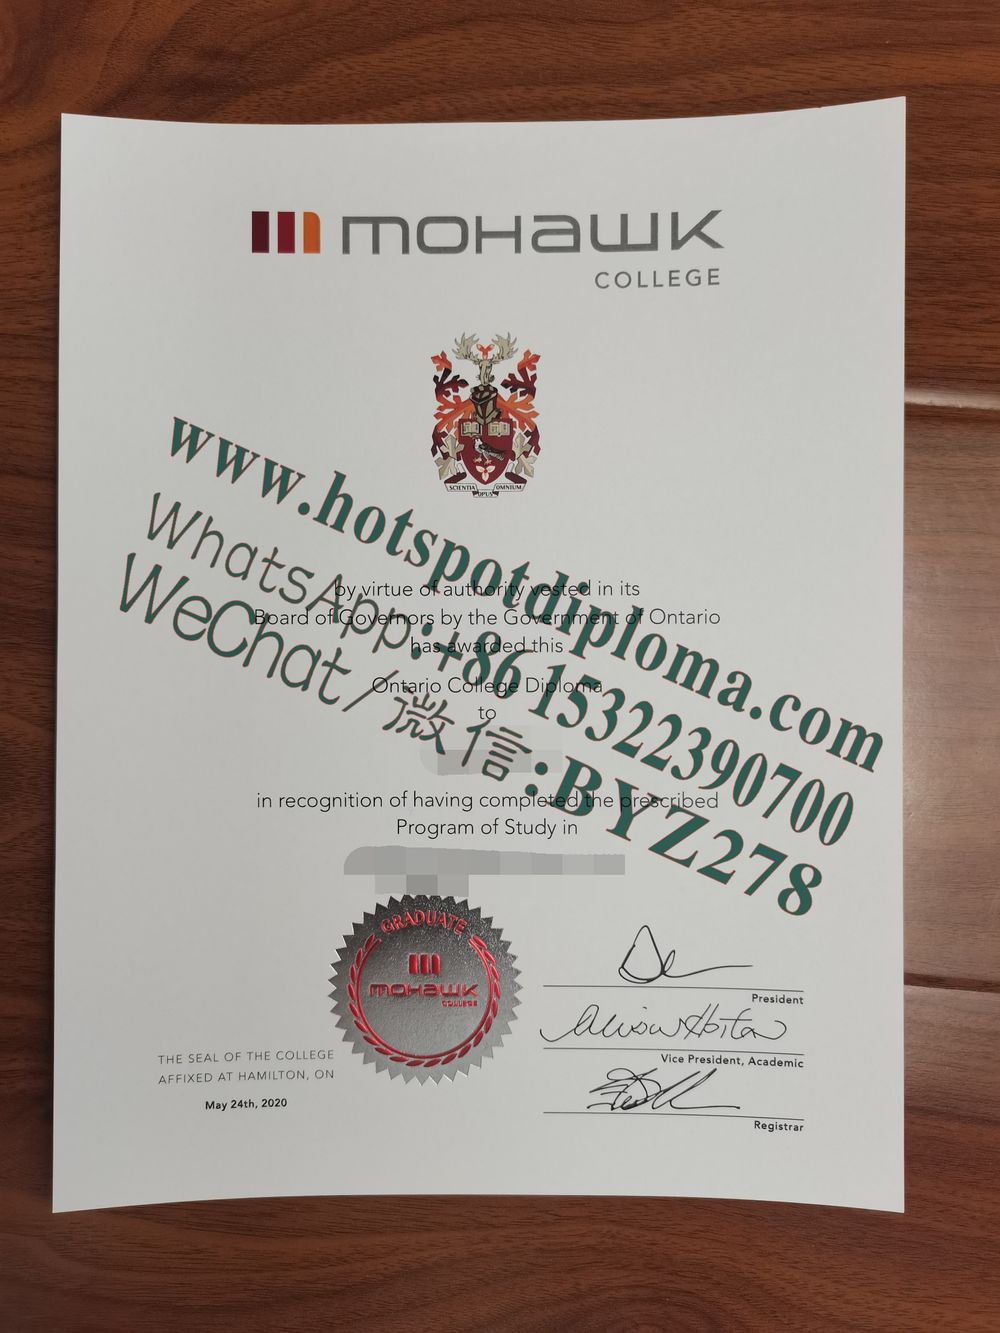 mohawk
COLLEGE
SCIENTIA OMNIUM
OPUS
www.hotspotdiploma.com
WhatsApp:+86 15322390700
WeChat/微信:BYZ278
by virtue of authority vested in its
Board of Governors by the Government of Ontario
has awarded this
Ontario College Diploma
to
in recognition of having completed the prescribed
Program of Study in
GRADUATE
mohawk
COLLEGE
President
Vice President, Academic
Registrar
THE SEAL OF THE COLLEGE
AFFIXED AT HAMILTON, ON
May 24th, 2020